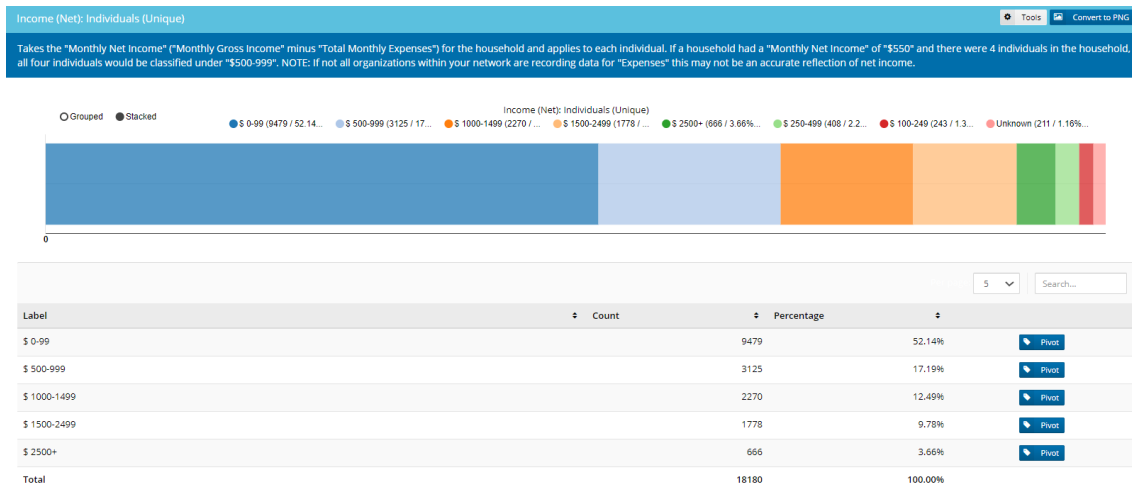 Income (Net): Individuals (Unique)
Tools
Convert to PNG
Takes the "Monthly Net Income" ("Monthly Gross Income" minus "Total Monthly Expenses") for the household and applies to each individual. If a household had a "Monthly Net Income" of "$550" and there were 4 individuals in the household,
all four individuals would be classified under "$500-999". NOTE: If not all organizations within your network are recording data for "Expenses" this may not be an accurate reflection of net income.
Income (Net): Individuals (Unique)
Grouped Stacked
$ 0-99 (9479 / 52.14... $ 500-999 (3125 / 17... $ 1000-1499 (2270 / ... $ 1500-2499 (1778 / ... $ 2500+ (666 / 3.66%... $ 250-499 (408 / 2.2... $ 100-249 (243 / 1.3... Unknown (211 / 1.16%...
0
5 Search...
Label Count Percentage
$ 0-99 9479 52.14% Pivot
$ 500-999 3125 17.19% Pivot
$ 1000-1499 2270 12.49% Pivot
$ 1500-2499 1778 9.78% Pivot
$ 2500+ 666 3.66% Pivot
Total 18180 100.00%